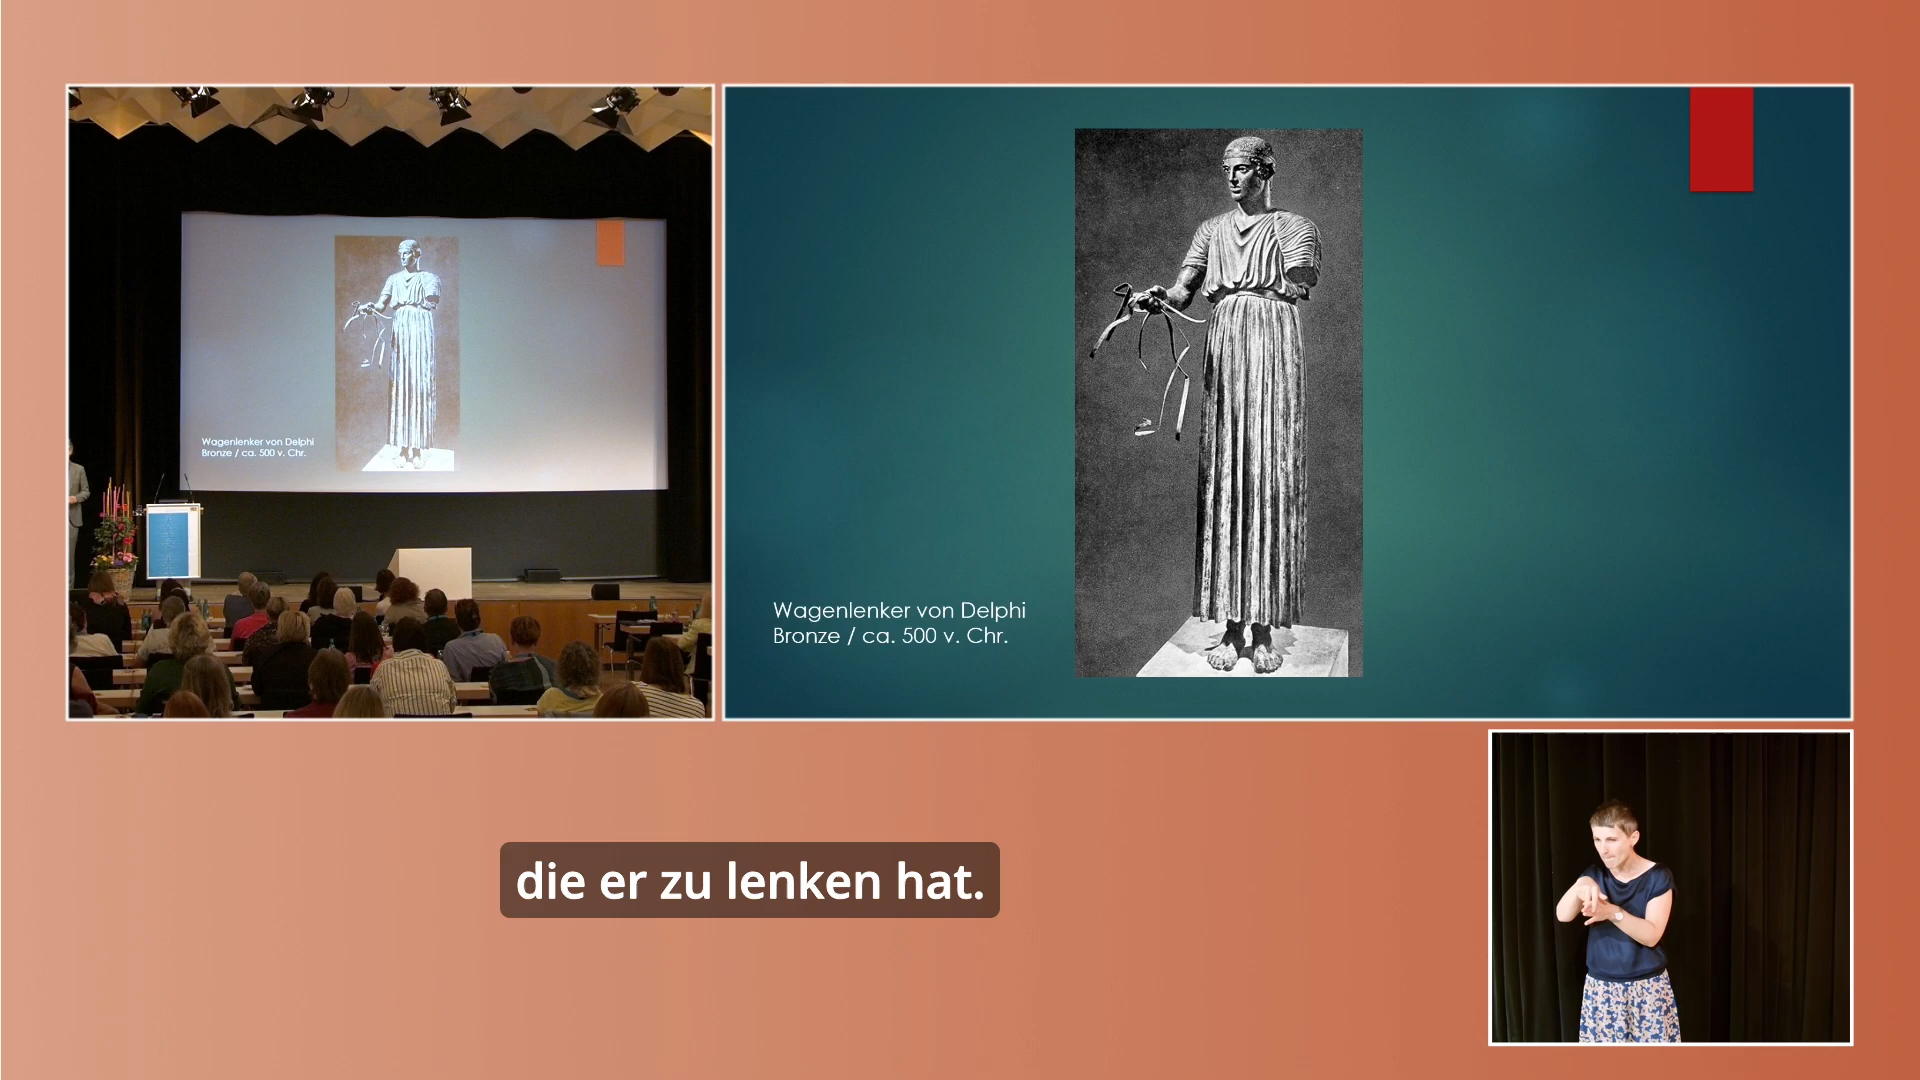 Wagenlenker von Delphi
Bronze / ca. 500 v. Chr.
Wagenlenker von Delphi
Bronze / ca. 500 v. Chr.
die er zu lenken hat.